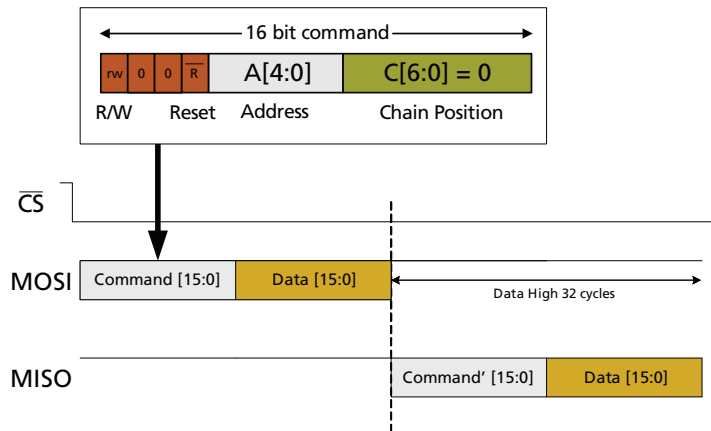 16 bit command
rw 0 0 R̅ A[4:0] C[6:0] = 0
R/W Reset Address Chain Position
C̅S̅
MOSI Command [15:0] Data [15:0] Data High 32 cycles
MISO Command' [15:0] Data [15:0]